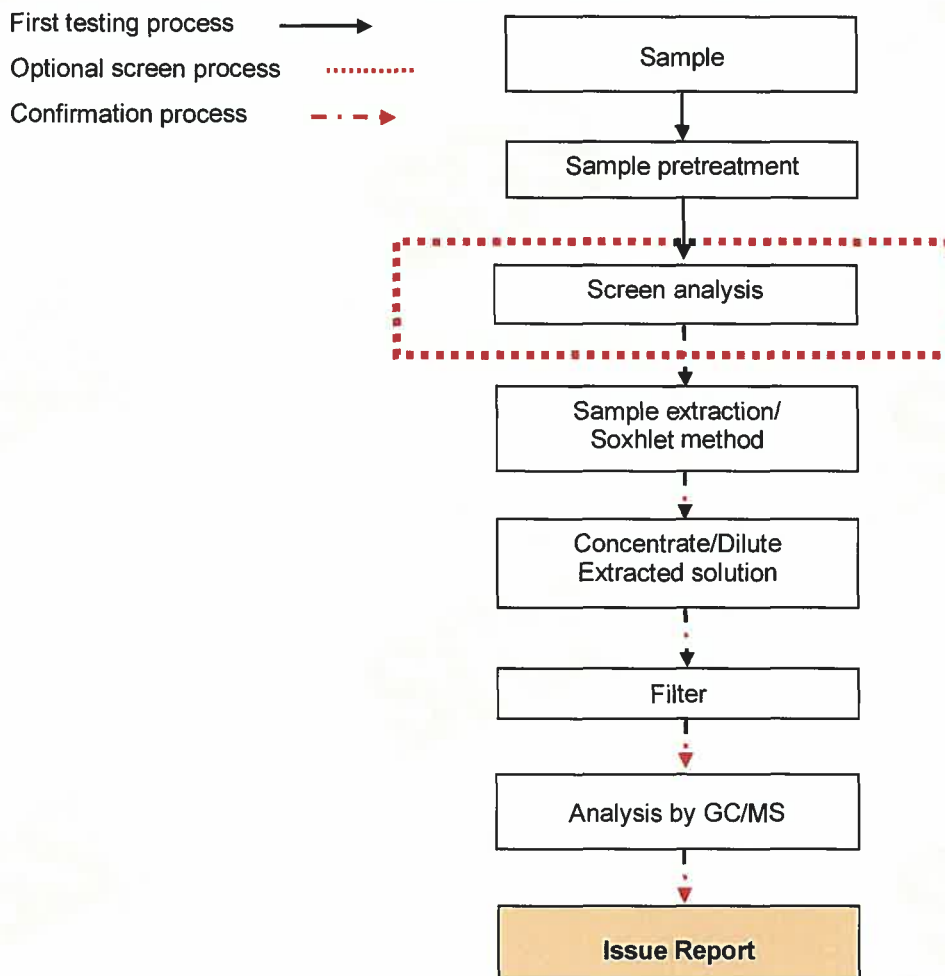 First testing process
Optional screen process
Confirmation process
Sample
Sample pretreatment
Screen analysis
Sample extraction/
Soxhlet method
Concentrate/Dilute
Extracted solution
Filter
Analysis by GC/MS
Issue Report